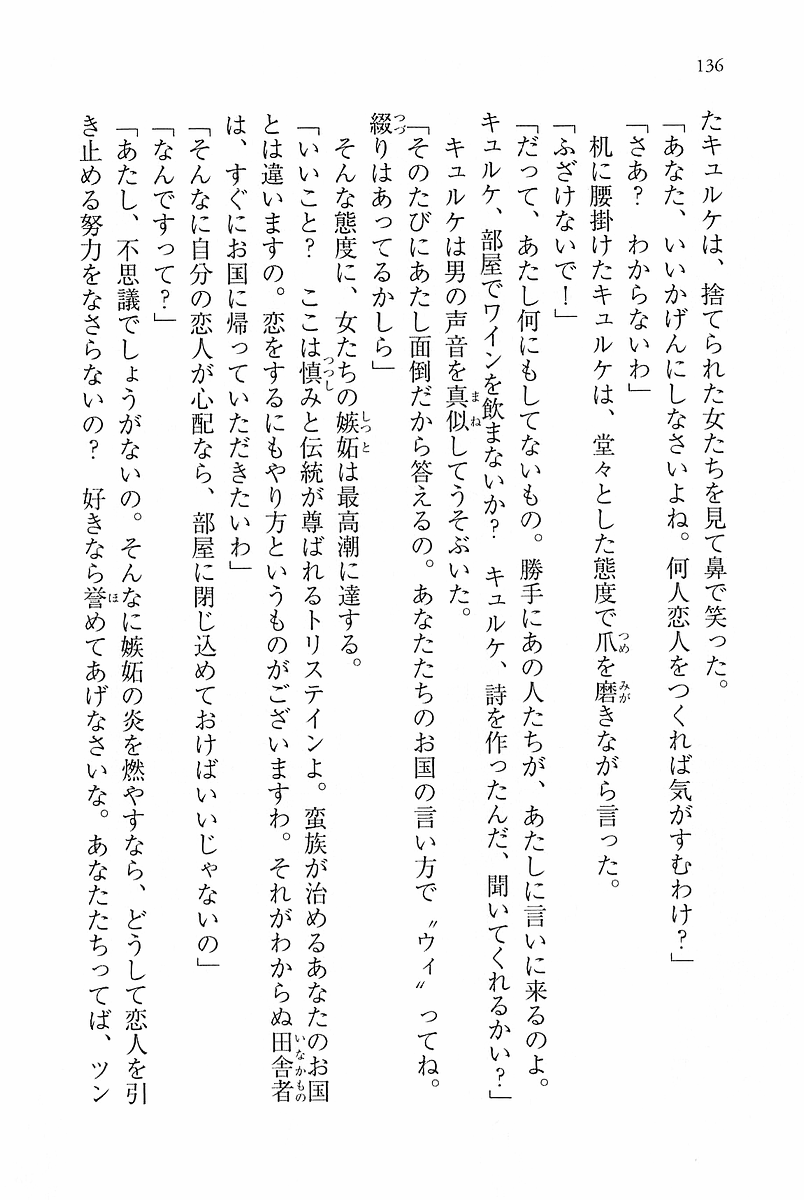 136
たキュルケは、捨てられた女たちを見て鼻で笑った。
「あなた、いいかげんにしなさいよね。何人恋人をつくれば気がすむわけ?」
「さあ? わからないわ」
机に腰掛けたキュルケは、堂々とした態度で爪を磨きながら言った。
「ふざけないで!」
「だって、あたし何にもしてないもの。勝手にあの人たちが、あたしに言いに来るのよ。
キュルケ、部屋でワインを飲まないか? キュルケ、詩を作ったんだ、聞いてくれるかい?」
キュルケは男の声音を真似してうそぶいた。
「そのたびにあたし面倒だから答えるの。あなたたちのお国の言い方で〝ウィ〟ってね。
綴りはあってるかしら」
そんな態度に、女たちの嫉妬は最高潮に達する。
「いいこと? ここは慎みと伝統が尊ばれるトリステインよ。蛮族が治めるあなたのお国
とは違いますの。恋をするにもやり方というものがございますわ。それがわからぬ田舎者
は、すぐにお国に帰っていただきたいわ」
「そんなに自分の恋人が心配なら、部屋に閉じ込めておけばいいじゃないの」
「なんですって?」
「あたし、不思議でしょうがないの。そんなに嫉妬の炎を燃やすなら、どうして恋人を引
き止める努力をなさらないの? 好きなら誉めてあげなさいな。あなたたちってば、ツン